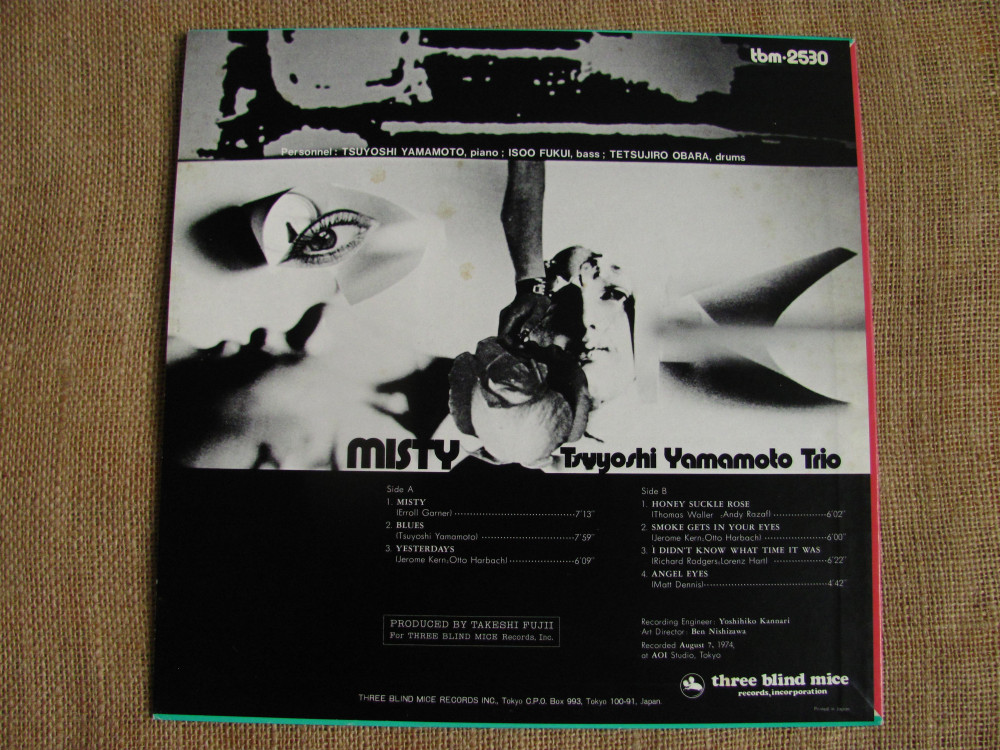 tbm-2530
Personnel : TSUYOSHI YAMAMOTO, piano ; ISOO FUKUI, bass ; TETSUJIRO OBARA, drums
MISTY
Tsuyoshi Yamamoto Trio
Side A
1. MISTY
(Erroll Garner) 7'13"
2. BLUES
(Tsuyoshi Yamamoto) 7'59"
3. YESTERDAYS
(Jerome Kern, Otto Harbach) 6'09"
Side B
1. HONEY SUCKLE ROSE
(Thomas Waller , Andy Razaf) 6'02"
2. SMOKE GETS IN YOUR EYES
(Jerome Kern, Otto Harbach) 6'00"
3. I DIDN'T KNOW WHAT TIME IT WAS
(Richard Rodgers, Lorenz Hart) 6'22"
4. ANGEL EYES
(Matt Dennis) 4'42"
PRODUCED BY TAKESHI FUJII
For THREE BLIND MICE Records, Inc.
Recording Engineer: Yoshihiko Kannari
Art Director: Ben Nishizawa
Recorded August 7, 1974,
at AOI Studio, Tokyo
three blind mice
records, incorporation
THREE BLIND MICE RECORDS INC., Tokyo C.P.O. Box 993, Tokyo 100-91, Japan.
Printed in Japan